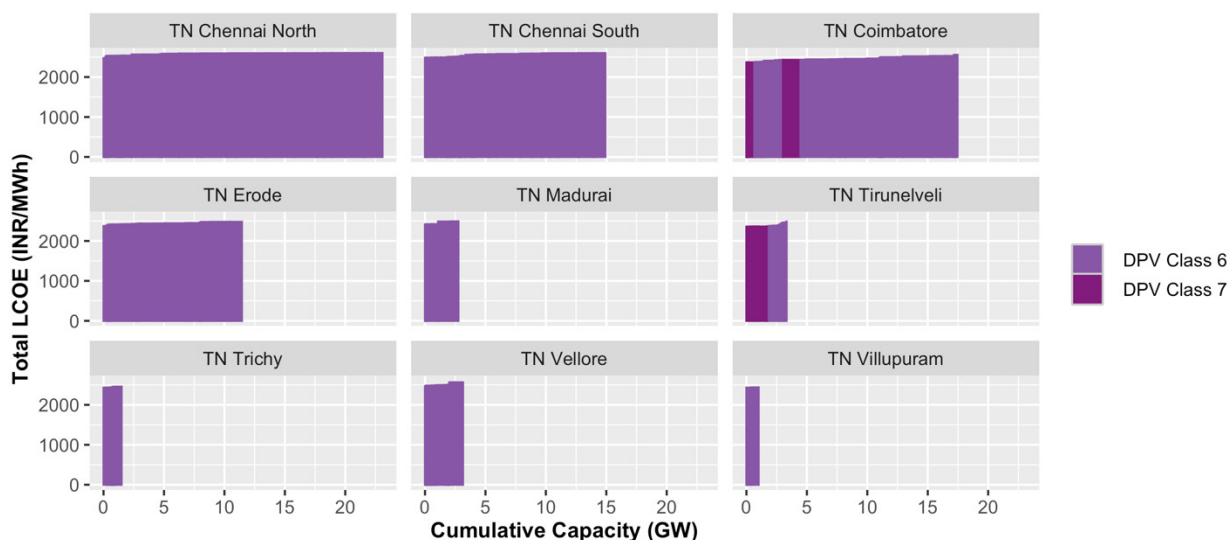 TN Chennai North
TN Chennai South
TN Coimbatore
2000
1000
0
TN Erode
TN Madurai
TN Tirunelveli
2000
1000
0
TN Trichy
TN Vellore
TN Villupuram
2000
1000
0
0 5 10 15 20
0 5 10 15 20
0 5 10 15 20
Total LCOE (INR/MWh)
Cumulative Capacity (GW)
DPV Class 6
DPV Class 7